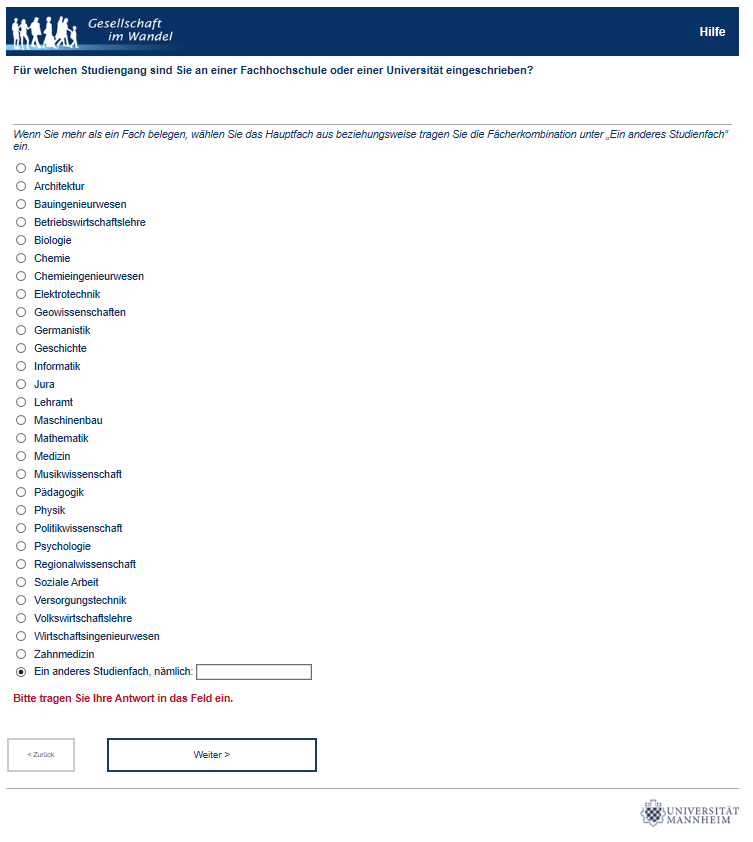 Gesellschaft
im Wandel
Hilfe
Für welchen Studiengang sind Sie an einer Fachhochschule oder einer Universität eingeschrieben?
Wenn Sie mehr als ein Fach belegen, wählen Sie das Hauptfach aus beziehungsweise tragen Sie die Fächerkombination unter „Ein anderes Studienfach“
ein.
Anglistik
Architektur
Bauingenieurwesen
Betriebswirtschaftslehre
Biologie
Chemie
Chemieingenieurwesen
Elektrotechnik
Geowissenschaften
Germanistik
Geschichte
Informatik
Jura
Lehramt
Maschinenbau
Mathematik
Medizin
Musikwissenschaft
Pädagogik
Physik
Politikwissenschaft
Psychologie
Regionalwissenschaft
Soziale Arbeit
Versorgungstechnik
Volkswirtschaftslehre
Wirtschaftsingenieurwesen
Zahnmedizin
Ein anderes Studienfach, nämlich:
Bitte tragen Sie Ihre Antwort in das Feld ein.
< Zurück
Weiter >
UNIVERSITÄT
MANNHEIM